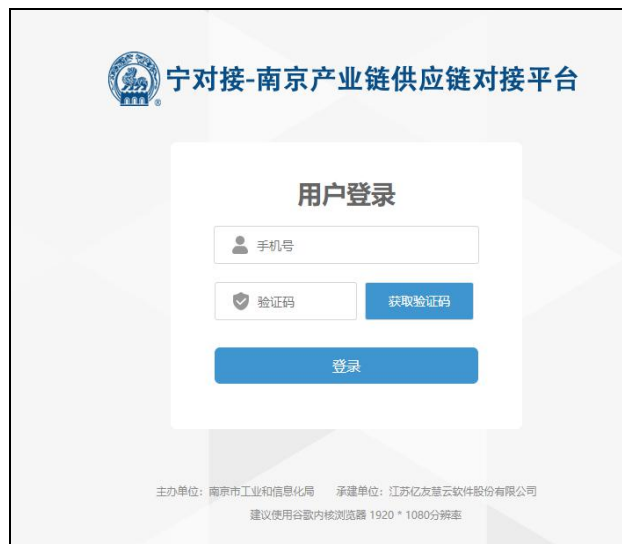 宁对接-南京产业链供应链对接平台
用户登录
手机号
验证码 获取验证码
登录
主办单位：南京市工业和信息化局 承建单位：江苏亿友慧云软件股份有限公司
建议使用谷歌内核浏览器 1920 * 1080分辨率